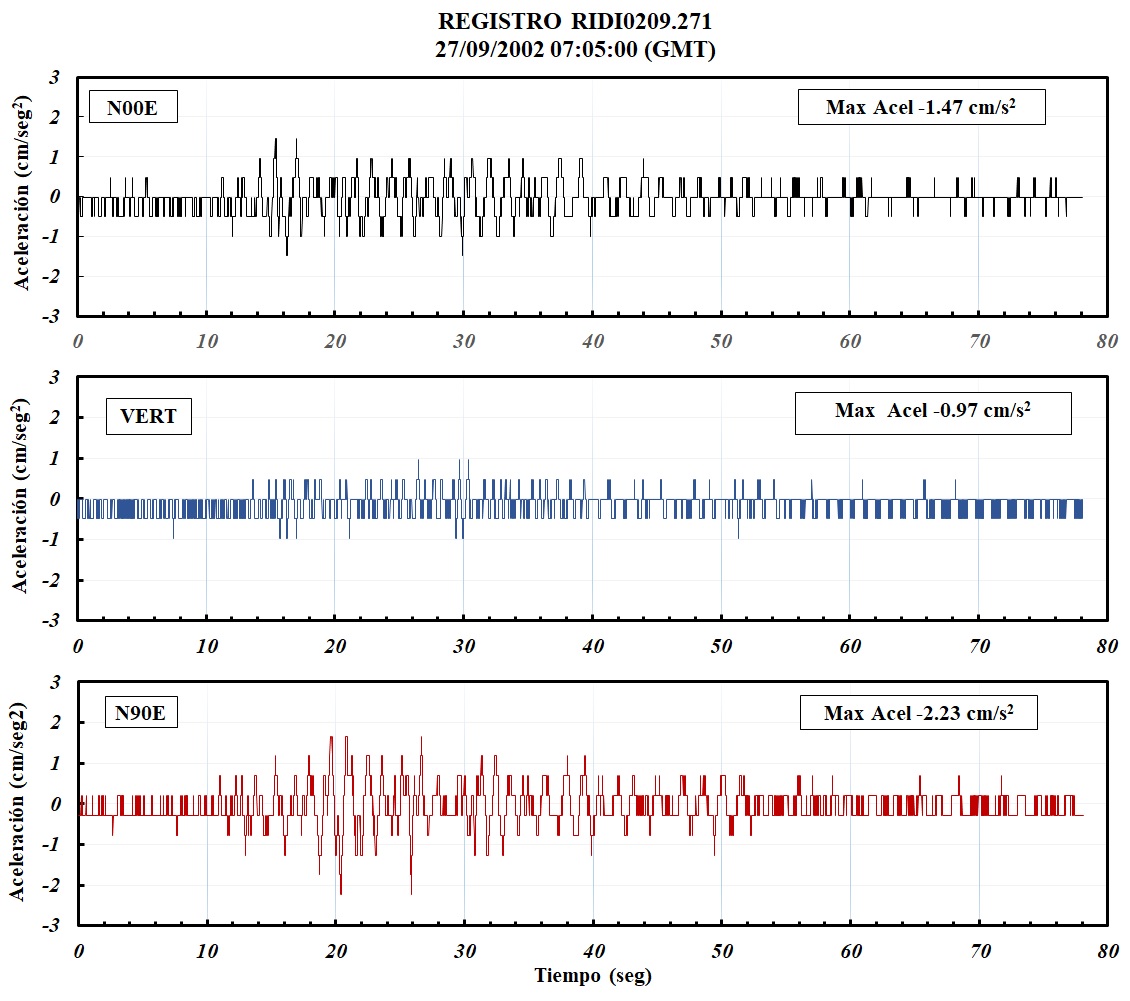 REGISTRO RIDI0209.271
27/09/2002 07:05:00 (GMT)
Aceleración (cm/seg²)
3
2
1
0
-1
-2
-3
N00E
Max Acel -1.47 cm/s²
0 10 20 30 40 50 60 70 80
Aceleración (cm/seg²)
3
2
1
0
-1
-2
-3
VERT
Max Acel -0.97 cm/s²
0 10 20 30 40 50 60 70 80
Aceleración (cm/seg2)
3
2
1
0
-1
-2
-3
N90E
Max Acel -2.23 cm/s²
0 10 20 30 40 50 60 70 80
Tiempo (seg)